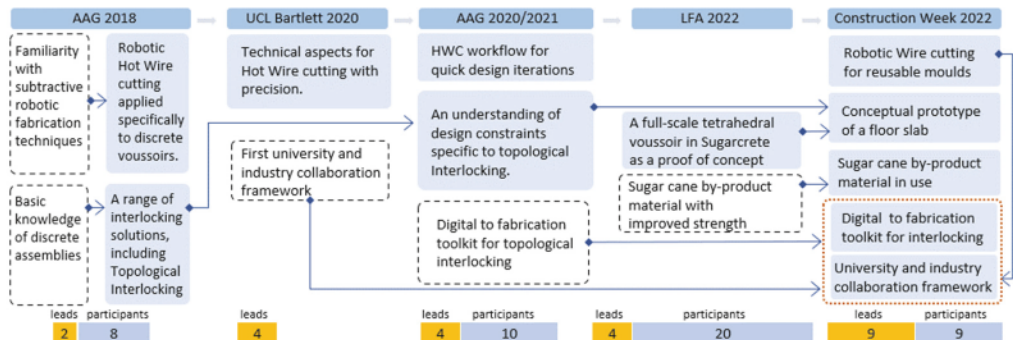 AAG 2018
UCL Bartlett 2020
AAG 2020/2021
LFA 2022
Construction Week 2022
Familiarity
with
subtractive
robotic
fabrication
techniques
Robotic
Hot Wire
cutting
applied
specifically
to discrete
voussoirs.
Basic
knowledge
of discrete
assemblies
A range of
interlocking
solutions,
including
Topological
Interlocking
Technical aspects for
Hot Wire cutting with
precision.
First university and
industry collaboration
framework
HWC workflow for
quick design iterations
An understanding of
design constraints
specific to topological
Interlocking.
Digital to fabrication
toolkit for topological
interlocking
A full-scale tetrahedral
voussoir in Sugarcrete
as a proof of concept
Sugar cane by-product
material with
improved strength
Robotic Wire cutting
for reusable moulds
Conceptual prototype
of a floor slab
Sugar cane by-product
material in use
Digital to fabrication
toolkit for interlocking
University and industry
collaboration framework
leads participants
2 8
leads
4
leads participants
4 10
leads participants
4 20
leads participants
9 9